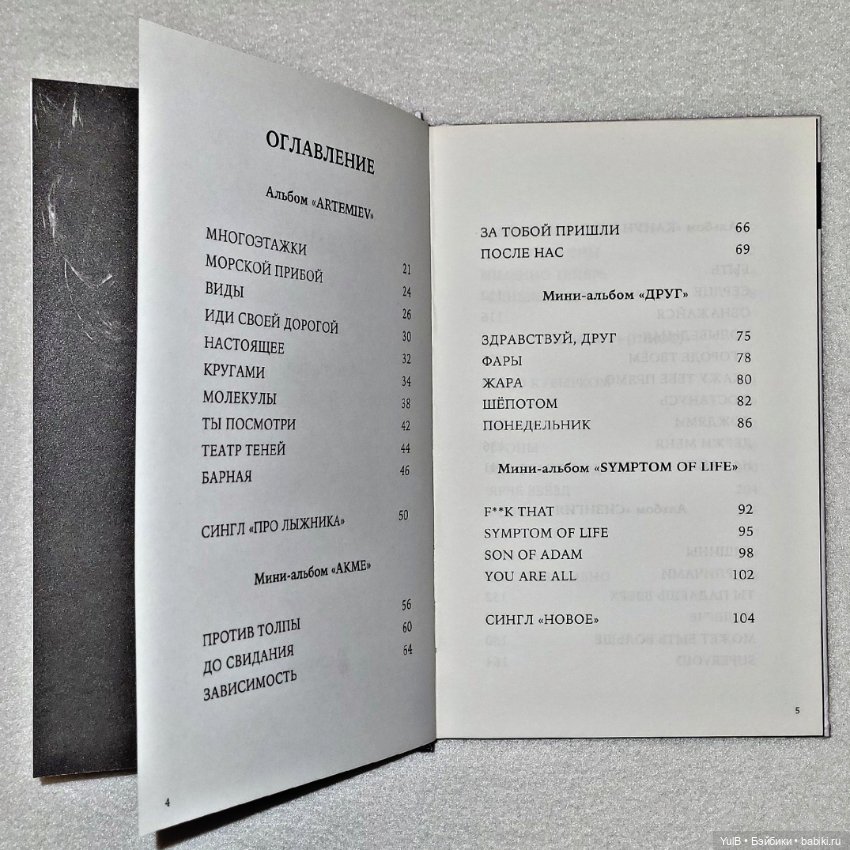 ОГЛАВЛЕНИЕ
Альбом «ARTEMIEV»
МНОГОЭТАЖКИ 21
МОРСКОЙ ПРИБОЙ 24
ВИДЫ 26
ИДИ СВОЕЙ ДОРОГОЙ 30
НАСТОЯЩЕЕ 32
КРУГАМИ 34
МОЛЕКУЛЫ 38
ТЫ ПОСМОТРИ 42
ТЕАТР ТЕНЕЙ 44
БАРНАЯ 46
СИНГЛ «ПРО ЛЫЖНИКА» 50
Мини-альбом «АКМЕ»
ПРОТИВ ТОЛПЫ 56
ДО СВИДАНИЯ 60
ЗАВИСИМОСТЬ 64
4
ЗА ТОБОЙ ПРИШЛИ 66
ПОСЛЕ НАС 69
Мини-альбом «ДРУГ»
ЗДРАВСТВУЙ, ДРУГ 75
ФАРЫ 78
ЖАРА 80
ШЁПОТОМ 82
ПОНЕДЕЛЬНИК 86
Мини-альбом «SYMPTOM OF LIFE»
F**K THAT 92
SYMPTOM OF LIFE 95
SON OF ADAM 98
YOU ARE ALL 102
СИНГЛ «НОВОЕ» 104
5
YulB • Бэйбики • babiki.ru